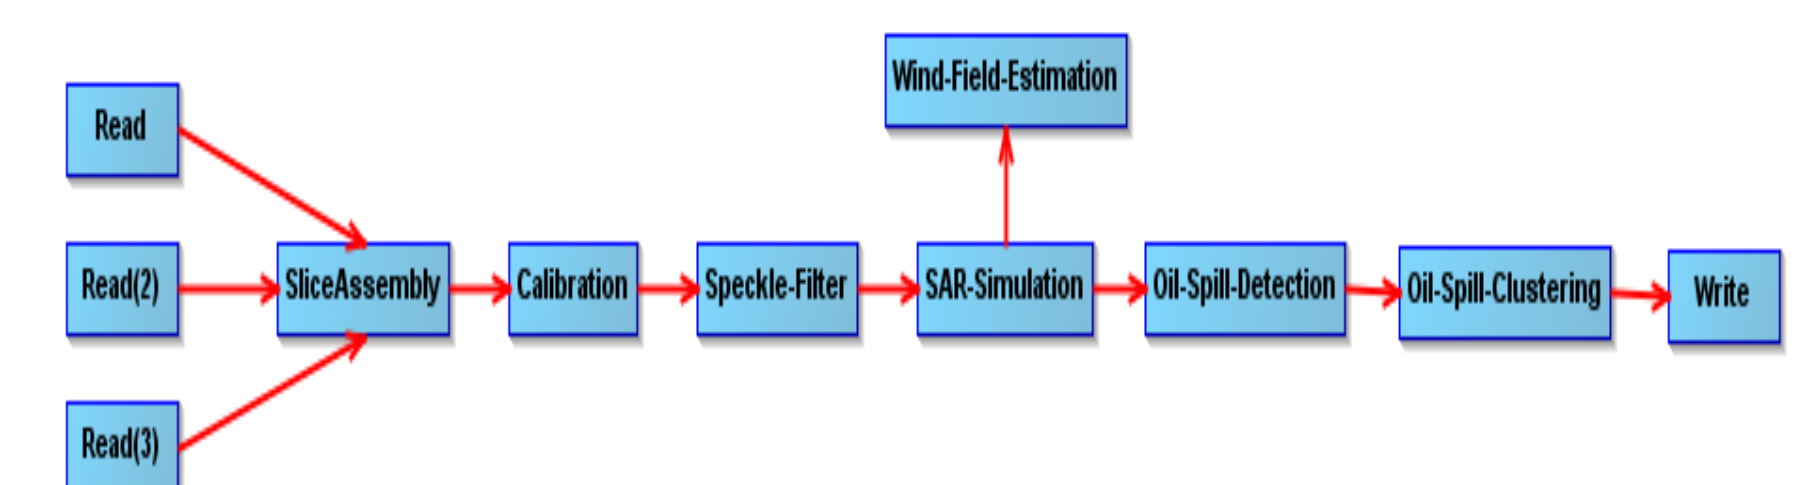 Wind-Field-Estimation
Read
Read(2)
SliceAssembly
Calibration
Speckle-Filter
SAR-Simulation
Oil-Spill-Detection
Oil-Spill-Clustering
Write
Read(3)